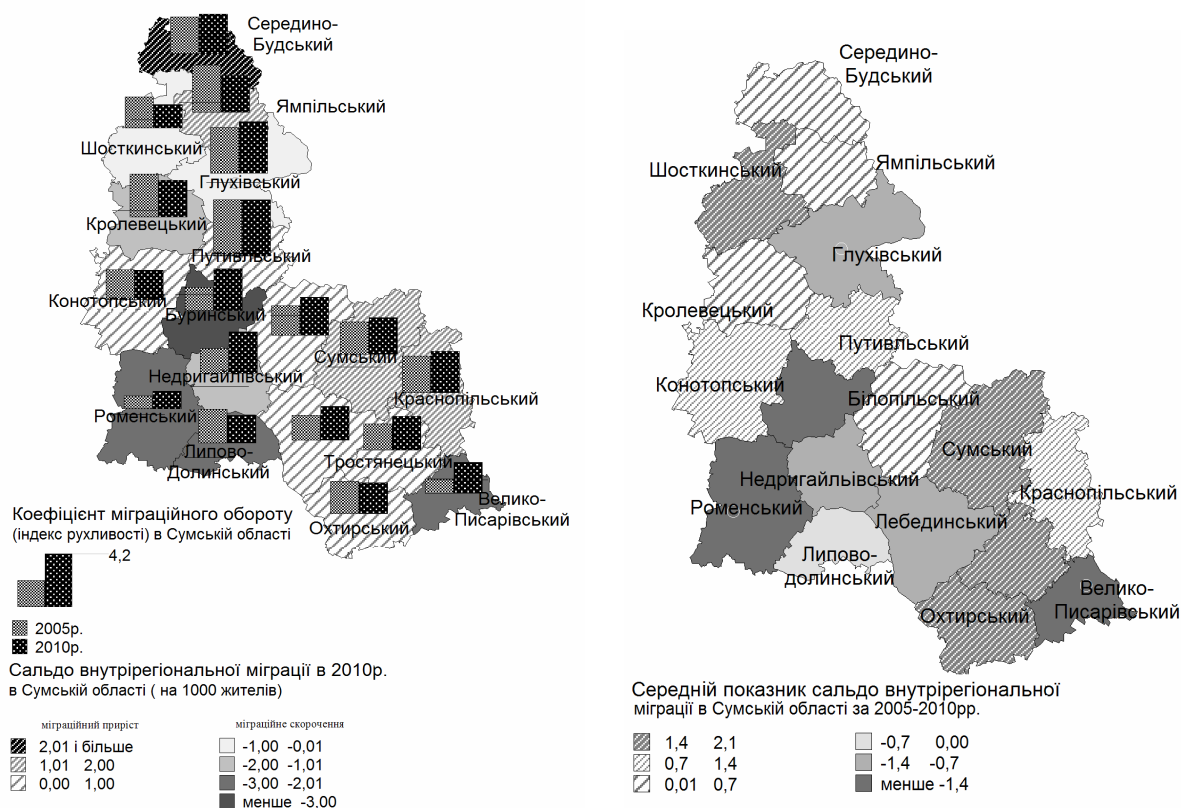 Середино-
Будський
Ямпільський
Шосткинський
Глухівський
Кролевецький
Путивльський
Конотопський
Буринський
Сумський
Недригайлівський
Краснопільський
Роменський
Липово-
Долинський
Тростянецький
Велико-
Писарівський
Охтирський
Коефіцієнт міграційного обороту
(індекс рухливості) в Сумській області
4,2
2005р.
2010р.
Сальдо внутрірегіональної міграції в 2010р.
в Сумській області ( на 1000 жителів)
міграційний приріст
2,01 і більше
1,01 2,00
0,00 1,00
міграційне скорочення
-1,00 -0,01
-2,00 -1,01
-3,00 -2,01
менше -3,00
Середино-
Будський
Шосткинський
Ямпільський
Глухівський
Кролевецький
Путивльський
Конотопський
Білопільський
Сумський
Недригайльівський
Краснопільський
Роменський
Лебединський
Липово-
долинський
Велико-
Писарівський
Охтирський
Середній показник сальдо внутрірегіональної
міграції в Сумській області за 2005-2010рр.
1,4 2,1
0,7 1,4
0,01 0,7
-0,7 0,00
-1,4 -0,7
менше -1,4